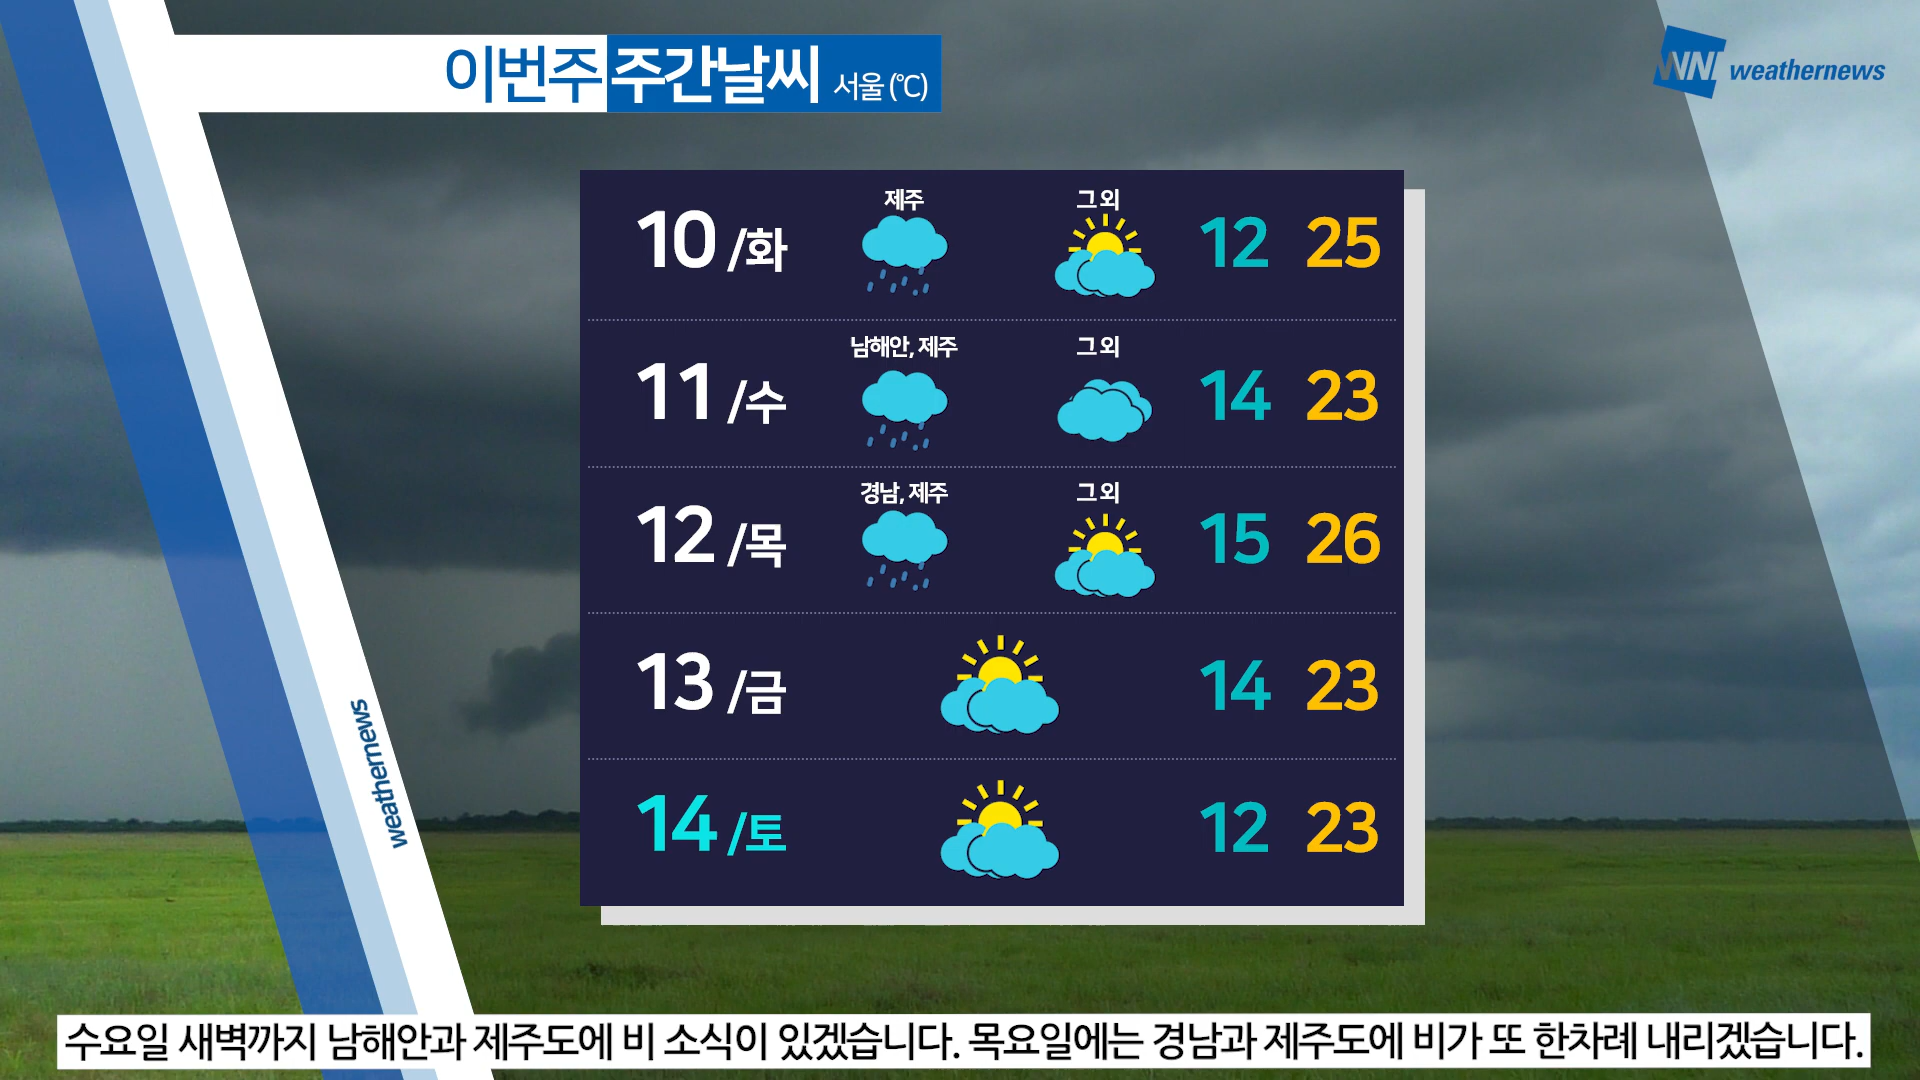 이번주 주간날씨 서울 (℃)
WNI weathernews
제주 그 외
10 /화 12 25
남해안, 제주 그 외
11 /수 14 23
경남, 제주 그 외
12 /목 15 26
13 /금 14 23
14 /토 12 23
weathernews
수요일 새벽까지 남해안과 제주도에 비 소식이 있겠습니다. 목요일에는 경남과 제주도에 비가 또 한차례 내리겠습니다.